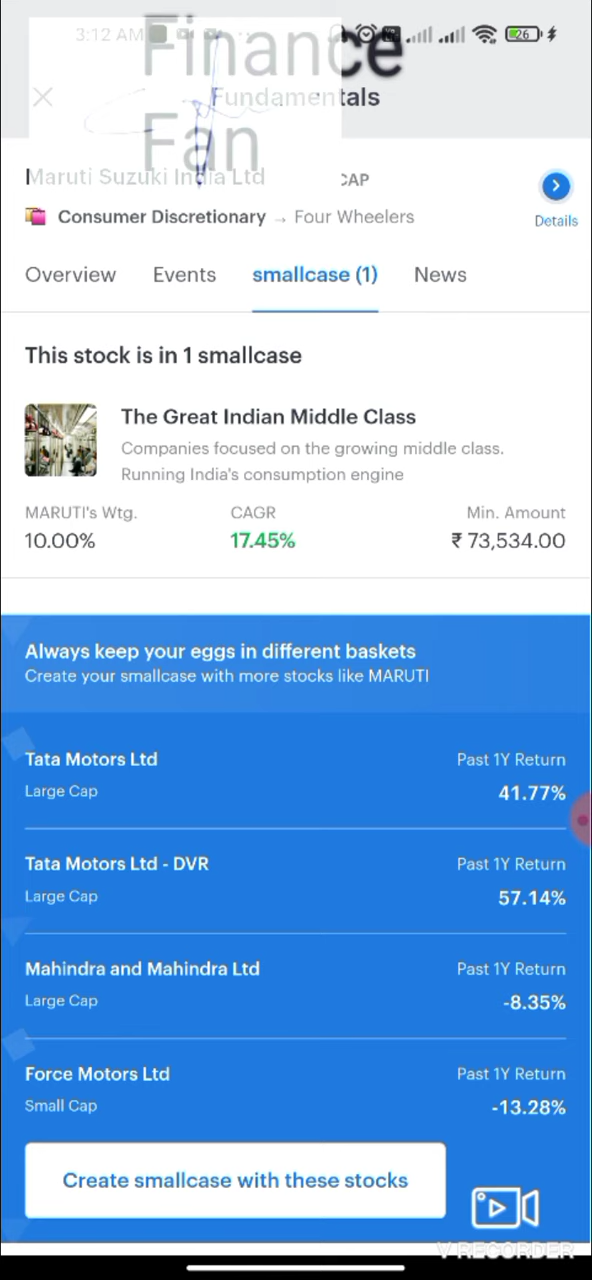 3:12 AM
26
Finance
Fan
Fundamentals
Maruti Suzuki India Ltd
CAP
Consumer Discretionary → Four Wheelers
Details
Overview Events smallcase (1) News
This stock is in 1 smallcase
The Great Indian Middle Class
Companies focused on the growing middle class.
Running India's consumption engine
MARUTI's Wtg. CAGR Min. Amount
10.00% 17.45% ₹ 73,534.00
Always keep your eggs in different baskets
Create your smallcase with more stocks like MARUTI
Tata Motors Ltd Past 1Y Return
Large Cap 41.77%
Tata Motors Ltd - DVR Past 1Y Return
Large Cap 57.14%
Mahindra and Mahindra Ltd Past 1Y Return
Large Cap -8.35%
Force Motors Ltd Past 1Y Return
Small Cap -13.28%
Create smallcase with these stocks
V RECORDER